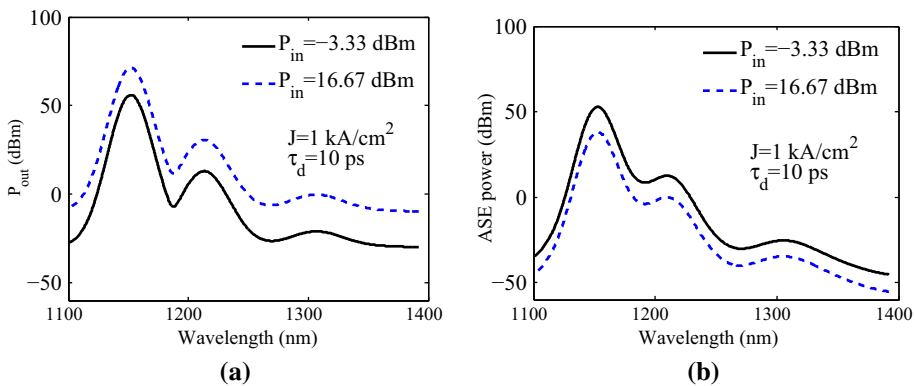 100
50
0
−50
P_out (dBm)
P_in=−3.33 dBm
P_in=16.67 dBm
J=1 kA/cm²
τ_d=10 ps
1100 1200 1300 1400
Wavelength (nm)
(a)
100
50
0
−50
ASE power (dBm)
P_in=−3.33 dBm
P_in=16.67 dBm
J=1 kA/cm²
τ_d=10 ps
1100 1200 1300 1400
Wavelength (nm)
(b)